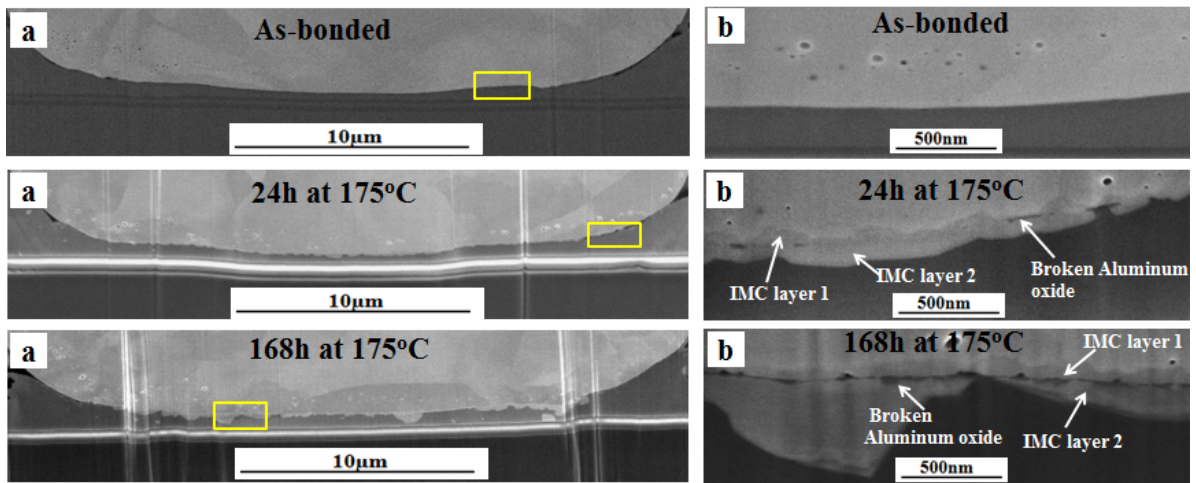 a
As-bonded
10μm
b
As-bonded
500nm
a
24h at 175°C
10μm
b
24h at 175°C
IMC layer 1
IMC layer 2
Broken Aluminum
oxide
500nm
a
168h at 175°C
10μm
b
168h at 175°C
IMC layer 1
Broken
Aluminum oxide
IMC layer 2
500nm